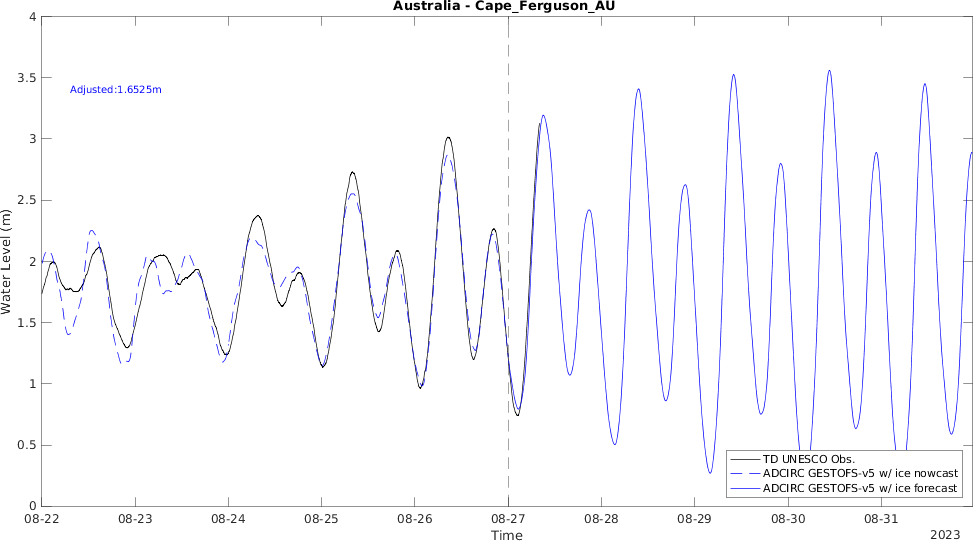 Australia - Cape_Ferguson_AU
4
3.5
Adjusted:1.6525m
3
2.5
2
Water Level (m)
1.5
1
0.5
0
TD UNESCO Obs.
ADCIRC GESTOFS-v5 w/ ice nowcast
ADCIRC GESTOFS-v5 w/ ice forecast
08-22 08-23 08-24 08-25 08-26 08-27 08-28 08-29 08-30 08-31
Time
2023